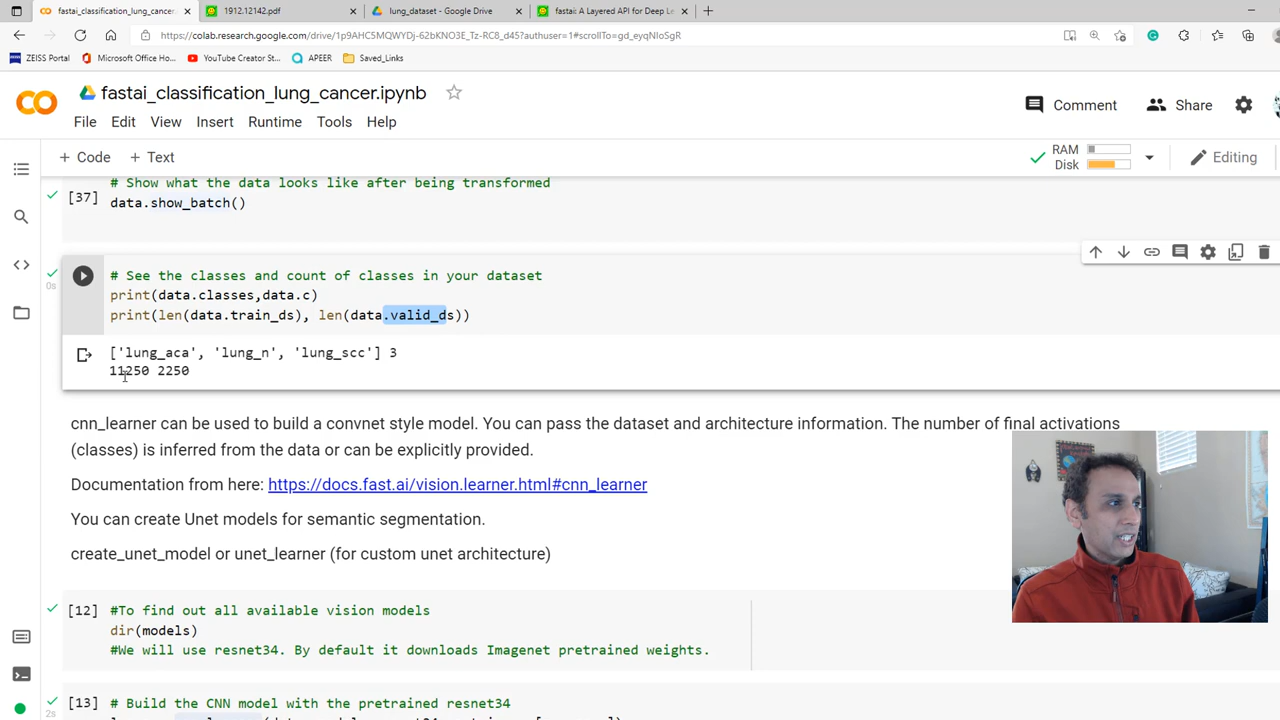 fastai_classification_lung_cancer.
1912.12142.pdf
lung_dataset - Google Drive
fastai: A Layered API for Deep Le
https://colab.research.google.com/drive/1p9AHC5MQWYDj-62bKNO3E_Tz-RC8_d45?authuser=1#scrollTo=gd_eyqNIoSgR
ZEISS Portal
Microsoft Office Ho...
YouTube Creator St...
APEER
Saved_Links
fastai_classification_lung_cancer.ipynb
Comment
Share
File Edit View Insert Runtime Tools Help
+ Code + Text
RAM
Disk
Editing
# Show what the data looks like after being transformed
[37]
data.show_batch()
# See the classes and count of classes in your dataset
0s
print(data.classes,data.c)
print(len(data.train_ds), len(data.valid_ds))
['lung_aca', 'lung_n', 'lung_scc'] 3
11250 2250
cnn_learner can be used to build a convnet style model. You can pass the dataset and architecture information. The number of final activations
(classes) is inferred from the data or can be explicitly provided.
Documentation from here: https://docs.fast.ai/vision.learner.html#cnn_learner
You can create Unet models for semantic segmentation.
create_unet_model or unet_learner (for custom unet architecture)
[12] #To find out all available vision models
dir(models)
#We will use resnet34. By default it downloads Imagenet pretrained weights.
[13] # Build the CNN model with the pretrained resnet34
2s